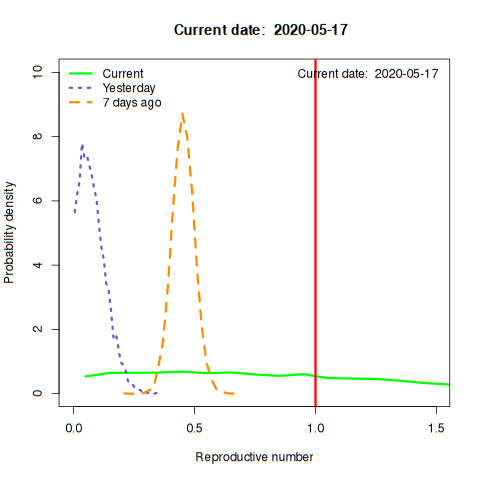 Current date:  2020-05-17
Current date:  2020-05-17
Current
Yesterday
7 days ago
Probability density
10
8
6
4
2
0
0.0 0.5 1.0 1.5
Reproductive number